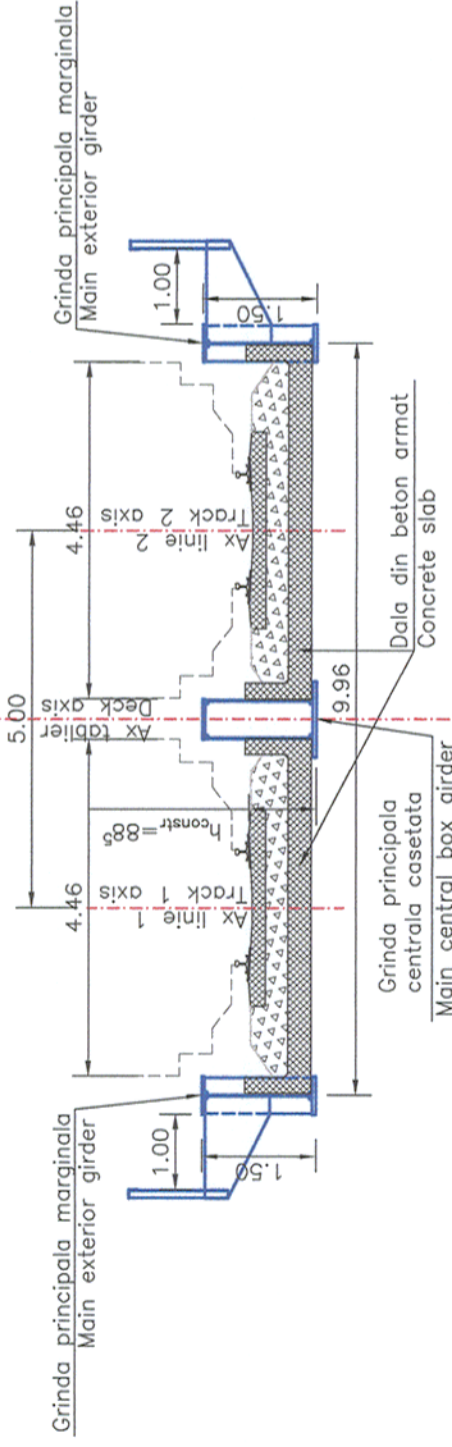 Grinda principala marginala
Main exterior girder
Grinda principala marginala
Main exterior girder
5.00
4.46
4.46
1.00
1.00
1.50
1.50
Ax linie 1
Track 1 axis
hconstr=88⁵
Ax tablier
Deck axis
Ax linie 2
Track 2 axis
9.96
Grinda principala
centrala casetata
Main central box girder
Dala din beton armat
Concrete slab